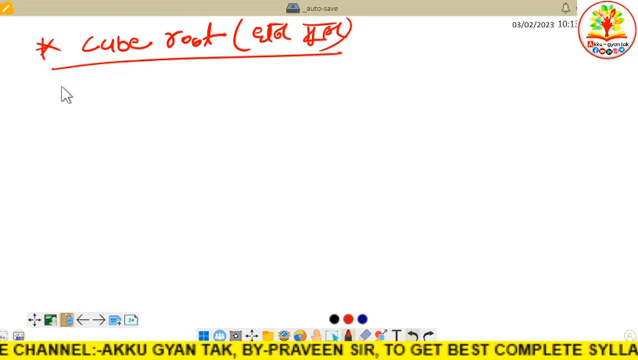 _auto-save
03/02/2023 10:13
* cube root (घन मूल)
Akku - gyan tak
34
E CHANNEL:-AKKU GYAN TAK, BY-PRAVEEN SIR, TO GET BEST COMPLETE SYLLA